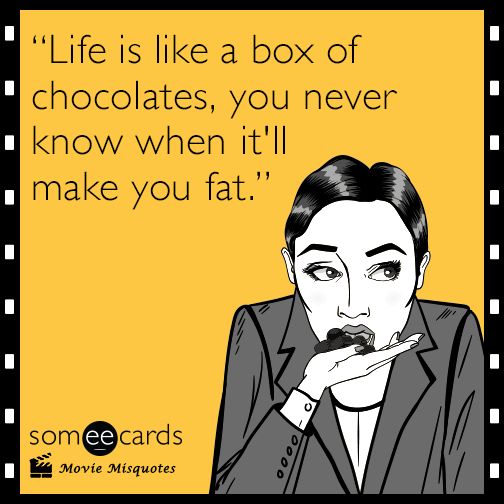 “Life is like a box of
chocolates, you never
know when it'll
make you fat.”
someecards
Movie Misquotes